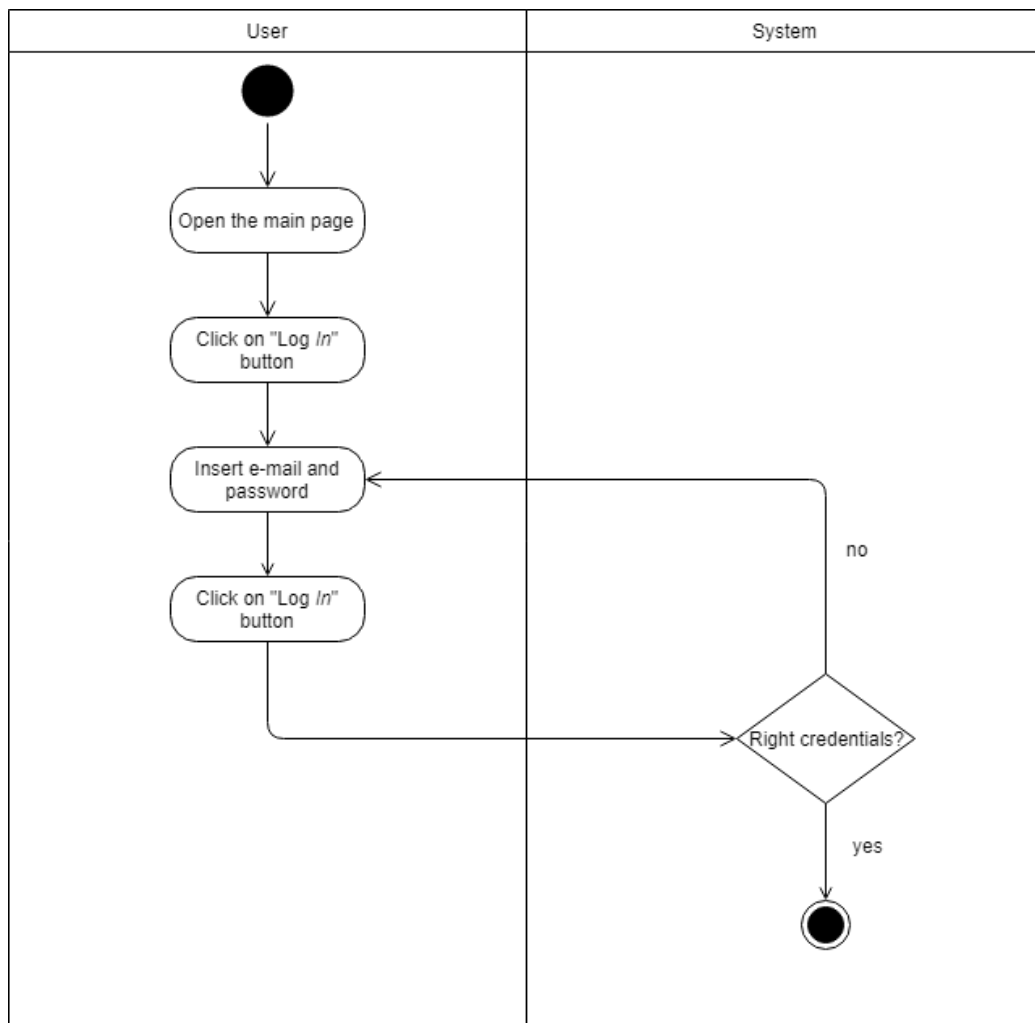 User
System
Open the main page
Click on "Log In"
button
Insert e-mail and
password
no
Click on "Log In"
button
Right credentials?
yes